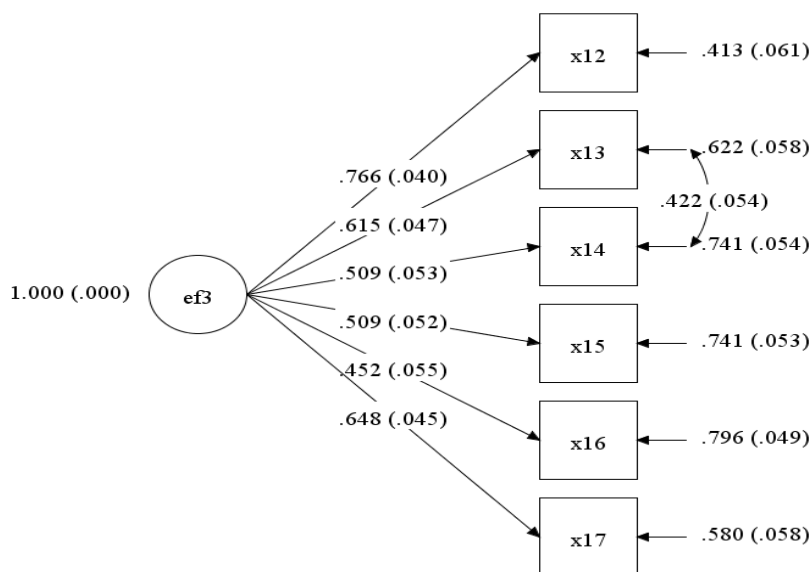 x12
.413 (.061)
x13
.622 (.058)
.766 (.040)
.422 (.054)
.615 (.047)
x14
.741 (.054)
.509 (.053)
1.000 (.000)
ef3
.509 (.052)
x15
.741 (.053)
.452 (.055)
.648 (.045)
x16
.796 (.049)
x17
.580 (.058)